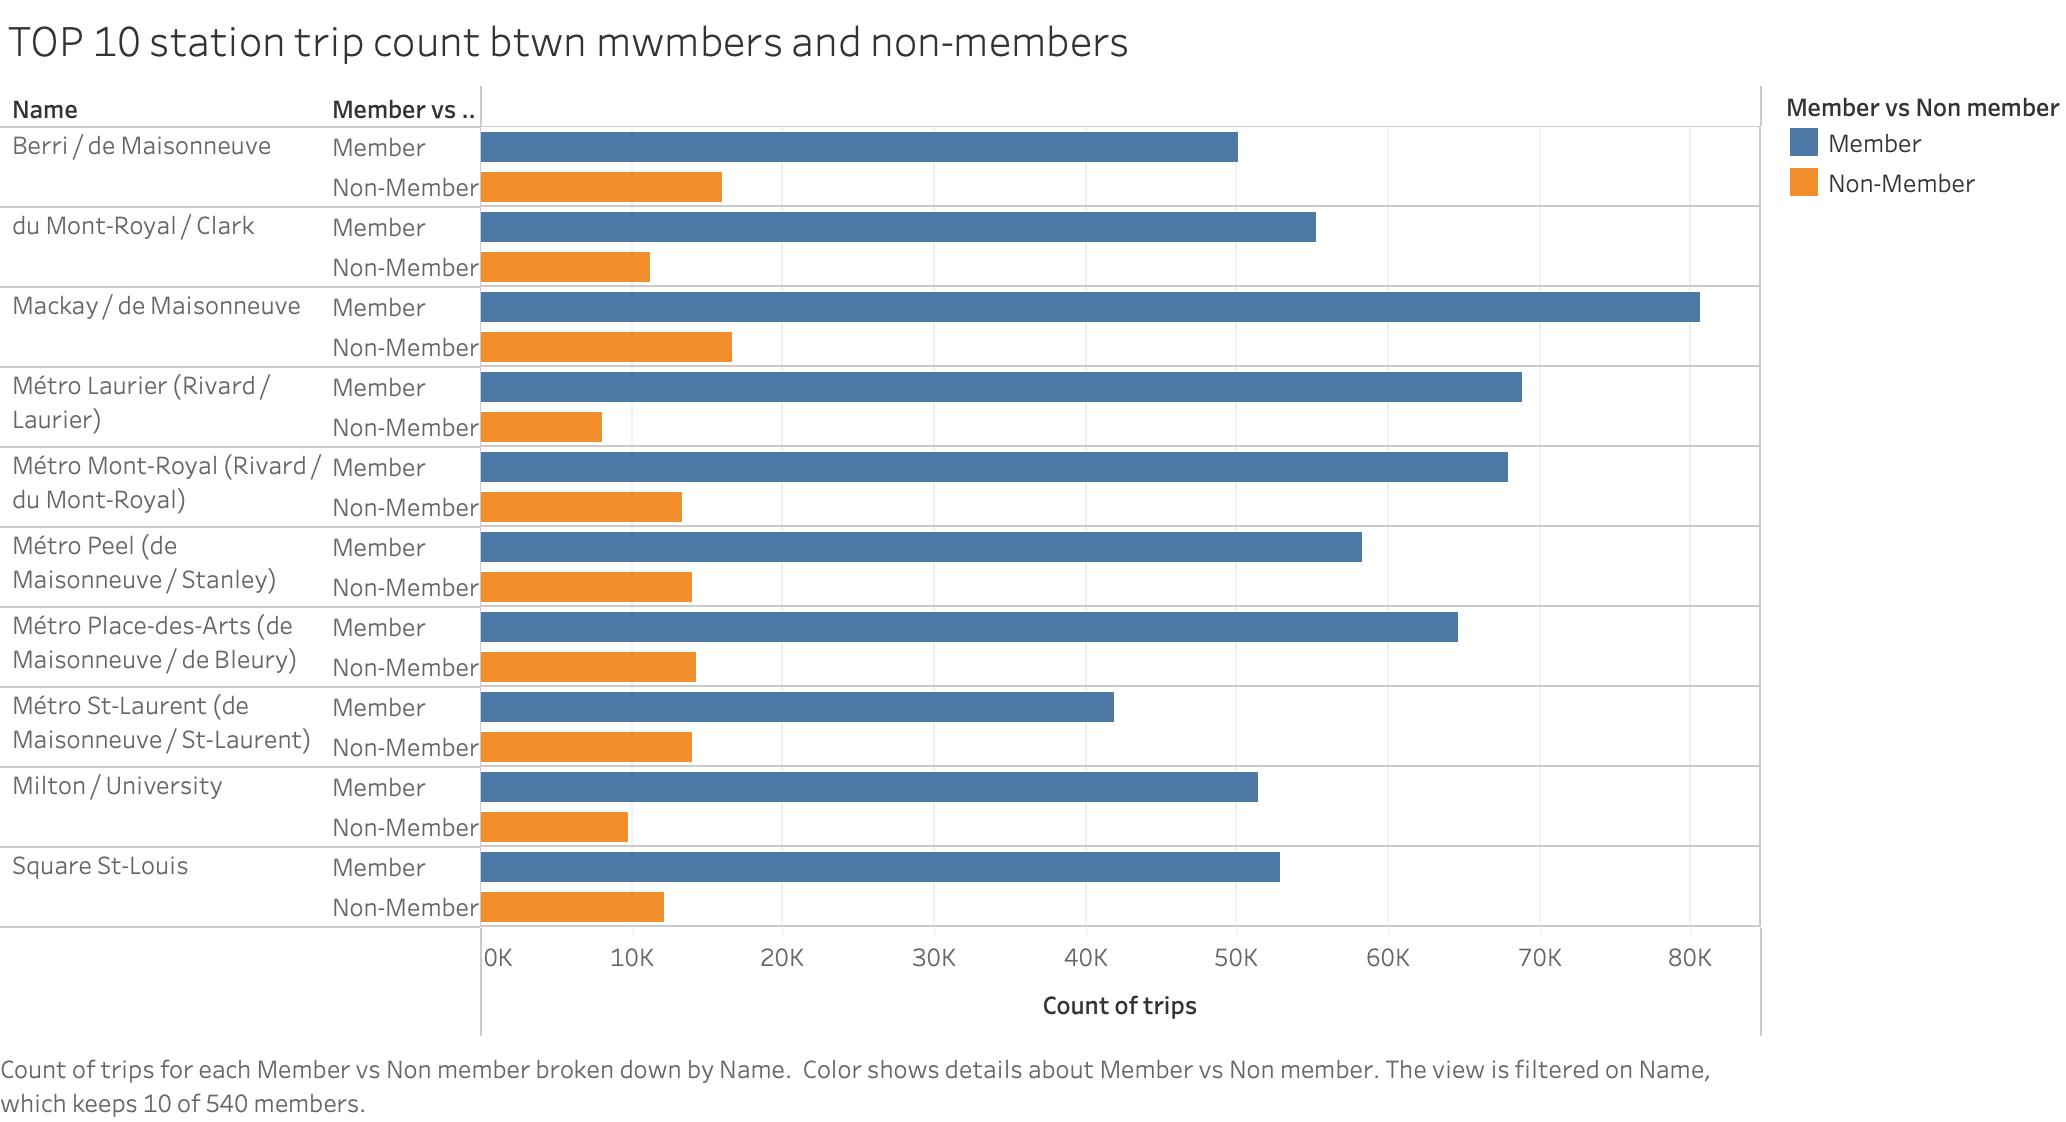 TOP 10 station trip count btwn mwmbers and non-members
Name
Member vs ..
Berri / de Maisonneuve
Member
Non-Member
du Mont-Royal / Clark
Member
Non-Member
Mackay / de Maisonneuve
Member
Non-Member
Métro Laurier (Rivard /
Laurier)
Member
Non-Member
Métro Mont-Royal (Rivard /
du Mont-Royal)
Member
Non-Member
Métro Peel (de
Maisonneuve / Stanley)
Member
Non-Member
Métro Place-des-Arts (de
Maisonneuve / de Bleury)
Member
Non-Member
Métro St-Laurent (de
Maisonneuve / St-Laurent)
Member
Non-Member
Milton / University
Member
Non-Member
Square St-Louis
Member
Non-Member
0K 10K 20K 30K 40K 50K 60K 70K 80K
Count of trips
Member vs Non member
Member
Non-Member
Count of trips for each Member vs Non member broken down by Name.  Color shows details about Member vs Non member. The view is filtered on Name,
which keeps 10 of 540 members.